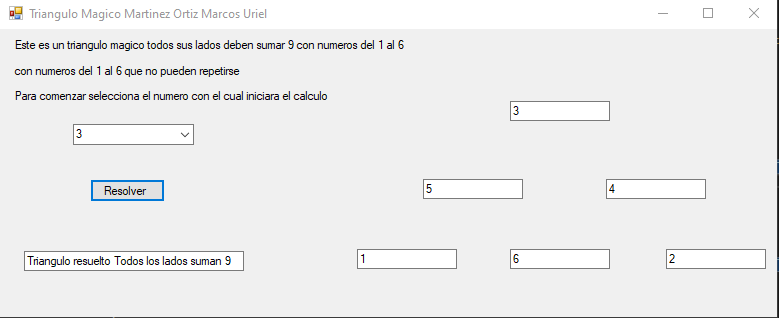 Triangulo Magico Martinez Ortiz Marcos Uriel
Este es un triangulo magico todos sus lados deben sumar 9 con numeros del 1 al 6
con numeros del 1 al 6 que no pueden repetirse
Para comenzar selecciona el numero con el cual iniciara el calculo
3
3
Resolver
5
4
Triangulo resuelto Todos los lados suman 9
1
6
2